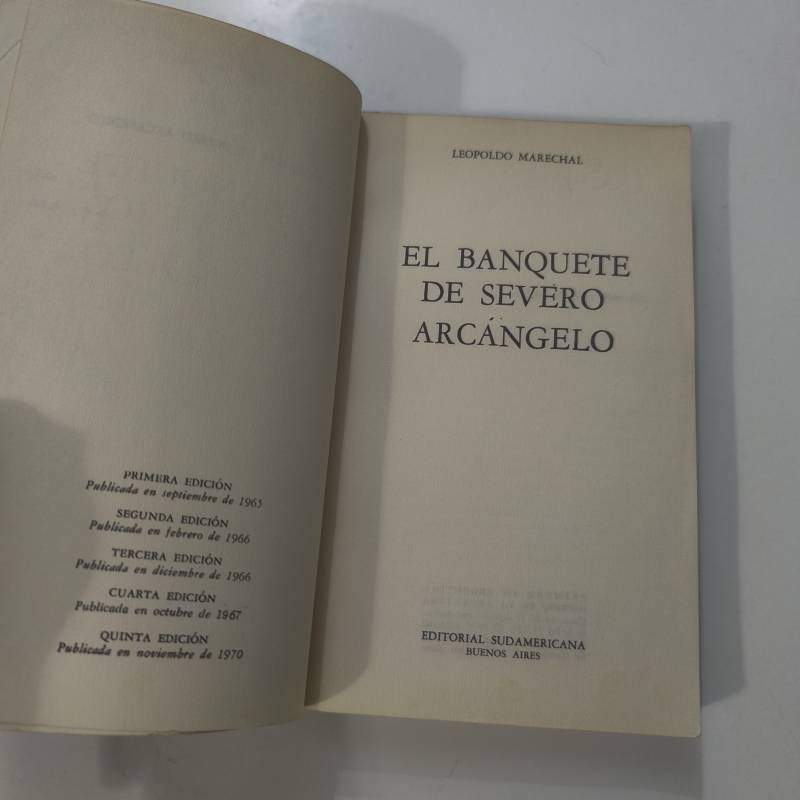 PRIMERA EDICIÓN
Publicada en septiembre de 1965
SEGUNDA EDICIÓN
Publicada en febrero de 1966
TERCERA EDICIÓN
Publicada en diciembre de 1966
CUARTA EDICIÓN
Publicada en octubre de 1967
QUINTA EDICIÓN
Publicada en noviembre de 1970
LEOPOLDO MARECHAL
EL BANQUETE
DE SEVERO
ARCÁNGELO
EDITORIAL SUDAMERICANA
BUENOS AIRES